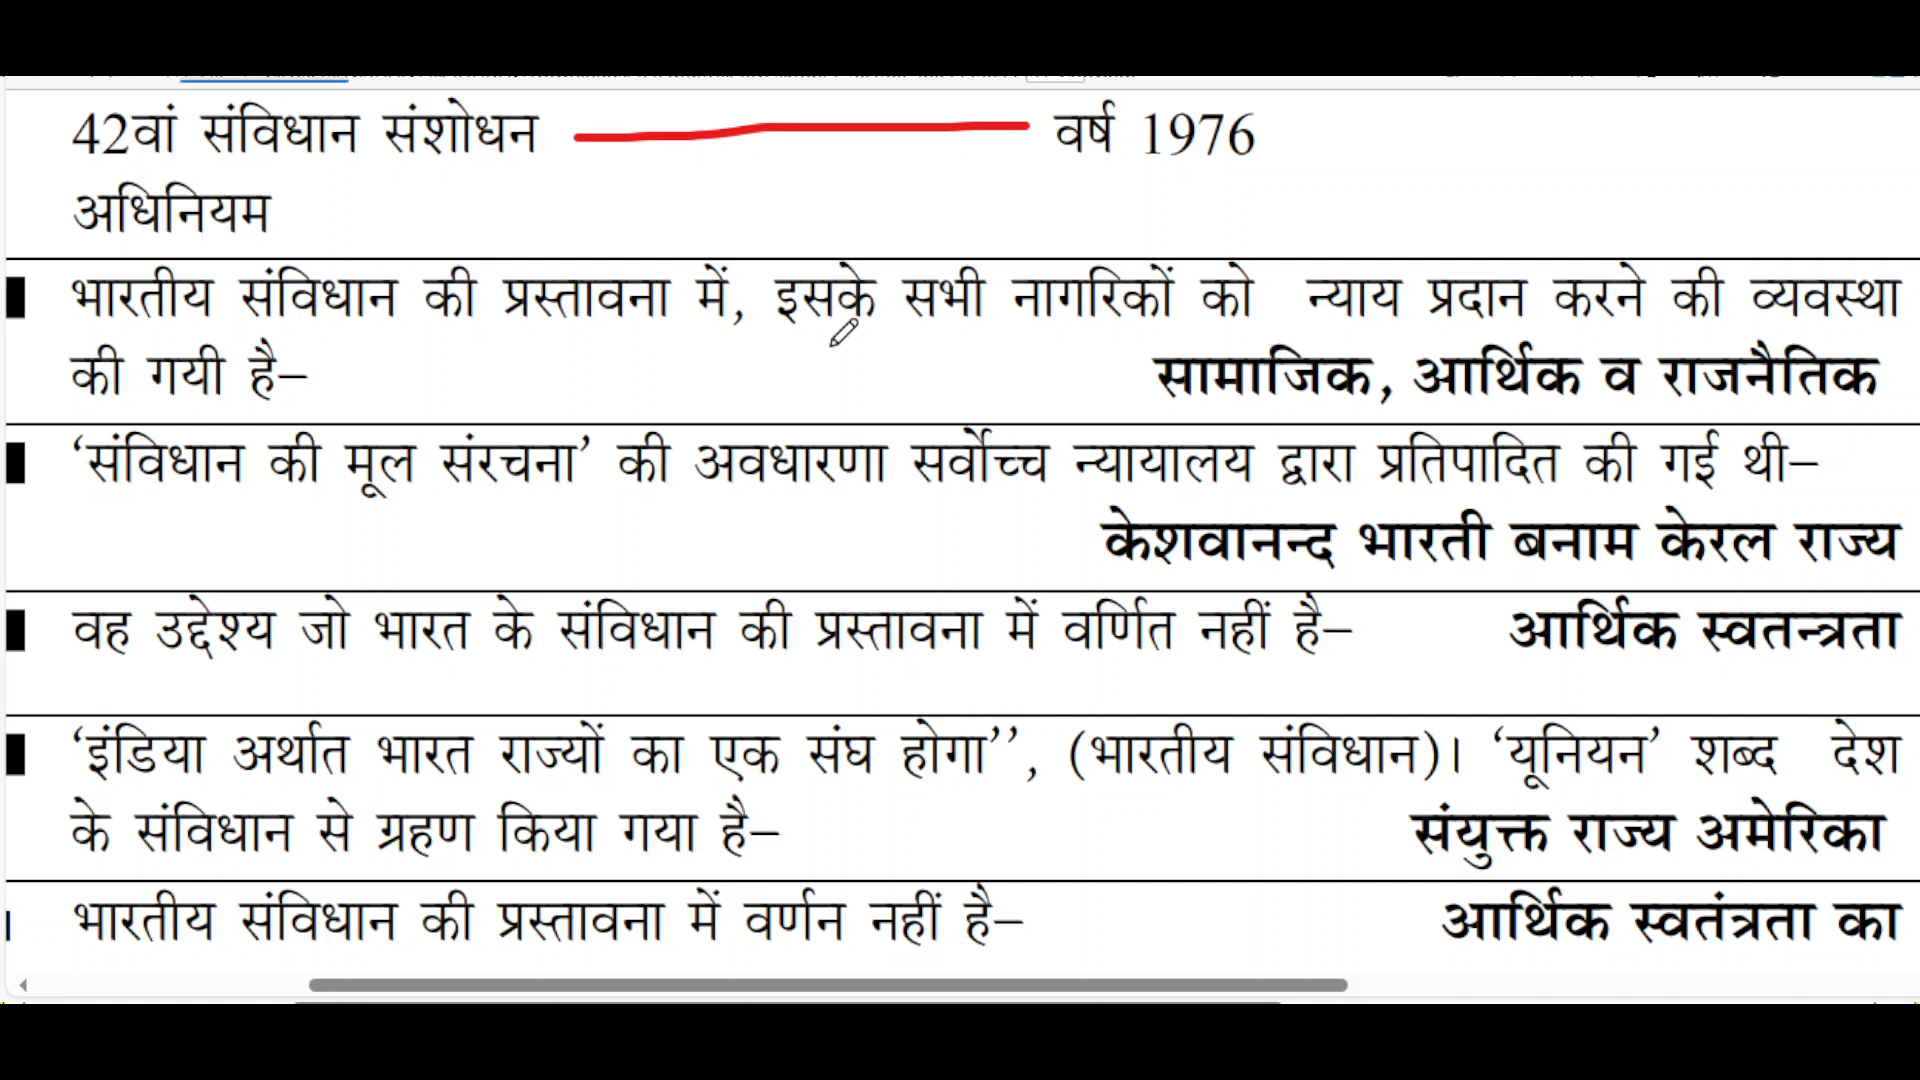 42वां संविधान संशोधन वर्ष 1976
अधिनियम
भारतीय संविधान की प्रस्तावना में, इसके सभी नागरिकों को न्याय प्रदान करने की व्यवस्था
की गयी है– सामाजिक, आर्थिक व राजनैतिक
‘संविधान की मूल संरचना’ की अवधारणा सर्वोच्च न्यायालय द्वारा प्रतिपादित की गई थी–
केशवानन्द भारती बनाम केरल राज्य
वह उद्देश्य जो भारत के संविधान की प्रस्तावना में वर्णित नहीं है– आर्थिक स्वतन्त्रता
‘इंडिया अर्थात भारत राज्यों का एक संघ होगा’’, (भारतीय संविधान)। ‘यूनियन’ शब्द देश
के संविधान से ग्रहण किया गया है– संयुक्त राज्य अमेरिका
भारतीय संविधान की प्रस्तावना में वर्णन नहीं है– आर्थिक स्वतंत्रता का